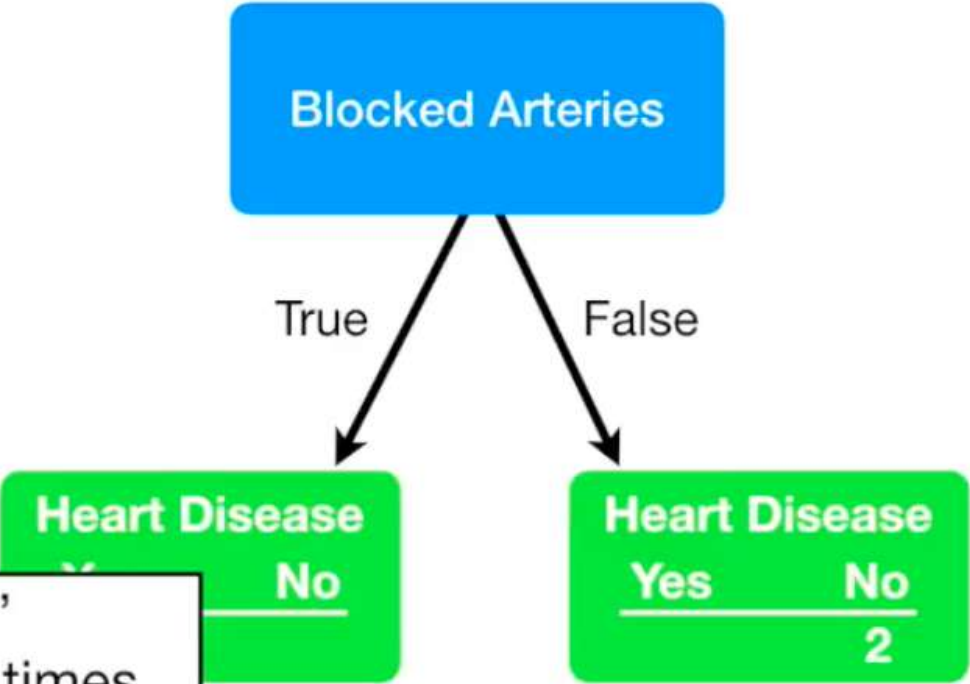 Blocked Arteries
True False
Heart Disease Heart Disease
No Yes No
, 2
times